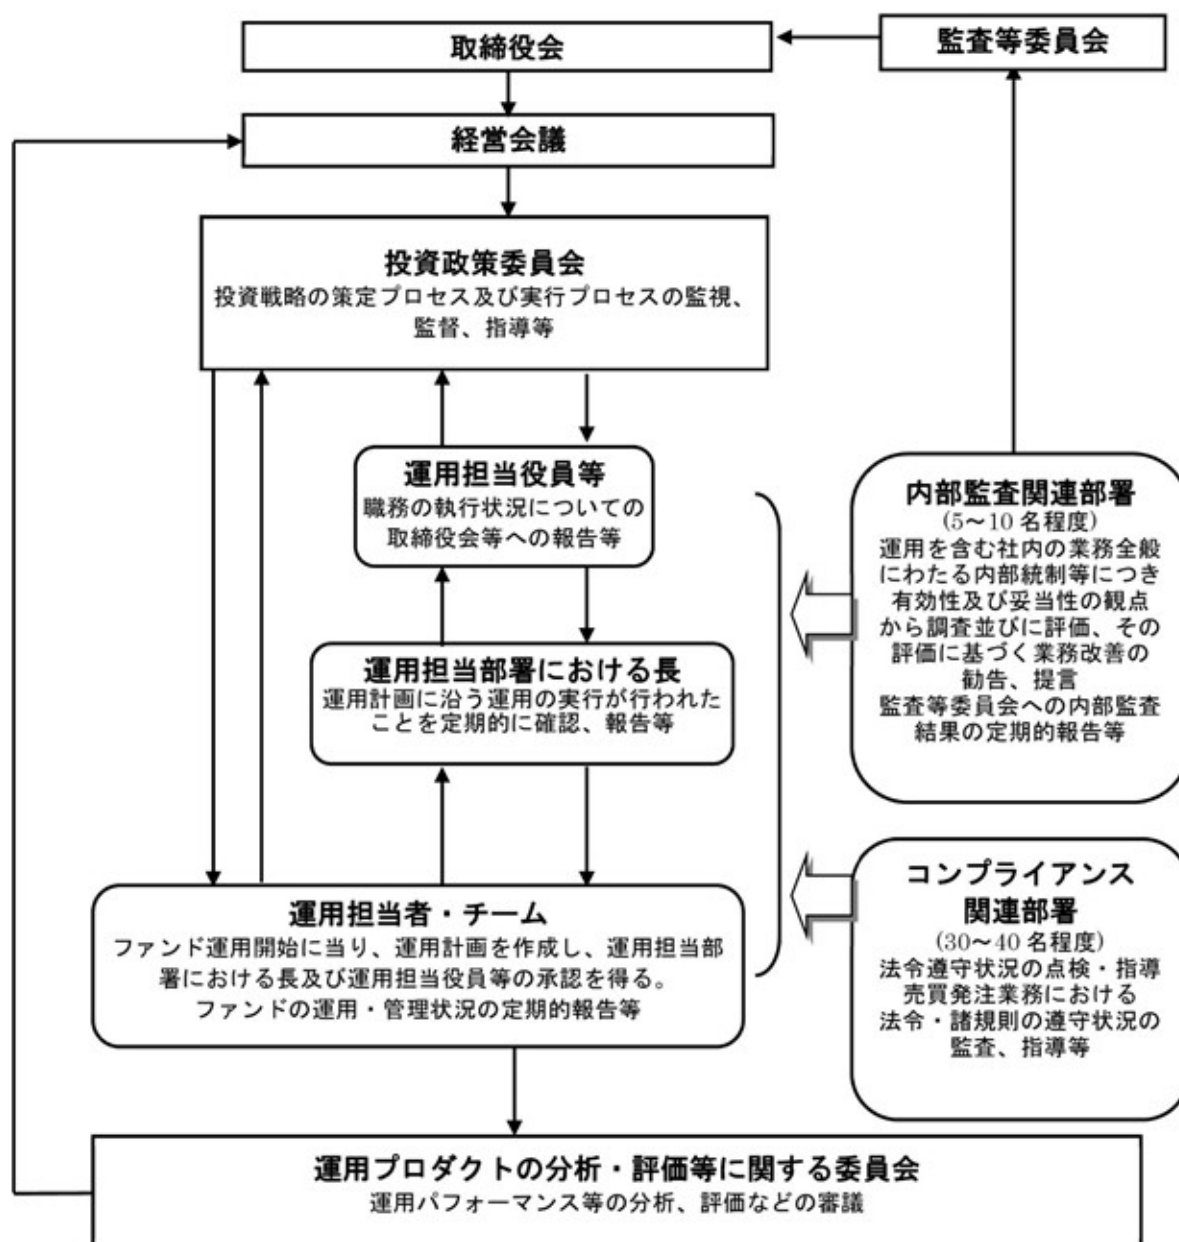 取締役会
監査等委員会
経営会議
投資政策委員会
投資戦略の策定プロセス及び実行プロセスの監視、
監督、指導等
運用担当役員等
職務の執行状況についての
取締役会等への報告等
運用担当部署における長
運用計画に沿う運用の実行が行われた
ことを定期的に確認、報告等
内部監査関連部署
(5～10 名程度)
運用を含む社内の業務全般
にわたる内部統制等につき
有効性及び妥当性の観点
から調査並びに評価、その
評価に基づく業務改善の
勧告、提言
監査等委員会への内部監査
結果の定期的報告等
運用担当者・チーム
ファンド運用開始に当り、運用計画を作成し、運用担当部
署における長及び運用担当役員等の承認を得る。
ファンドの運用・管理状況の定期的報告等
コンプライアンス
関連部署
(30～40 名程度)
法令遵守状況の点検・指導
売買発注業務における
法令・諸規則の遵守状況の
監査、指導等
運用プロダクトの分析・評価等に関する委員会
運用パフォーマンス等の分析、評価などの審議